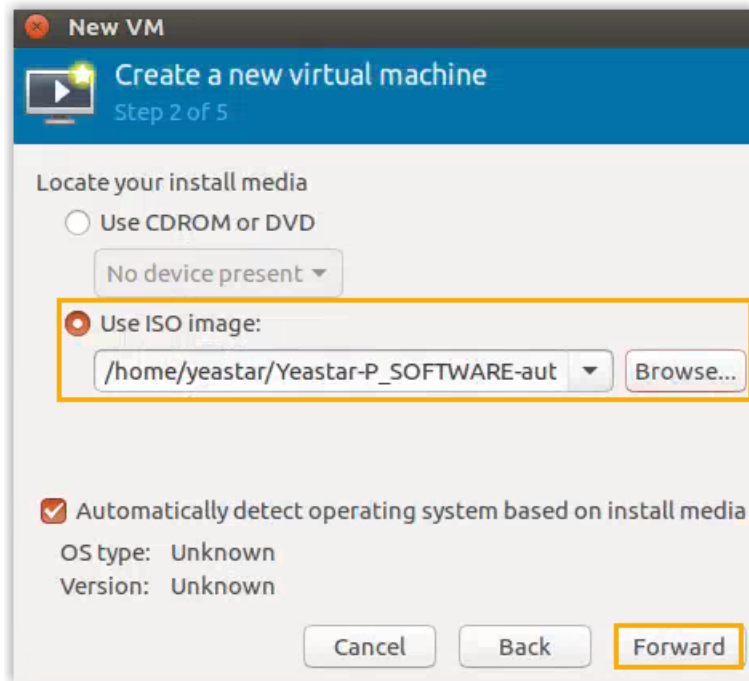 New VM
Create a new virtual machine
Step 2 of 5
Locate your install media
Use CDROM or DVD
No device present
Use ISO image:
/home/yeastar/Yeastar-P_SOFTWARE-aut
Browse...
Automatically detect operating system based on install media
OS type: Unknown
Version: Unknown
Cancel Back Forward